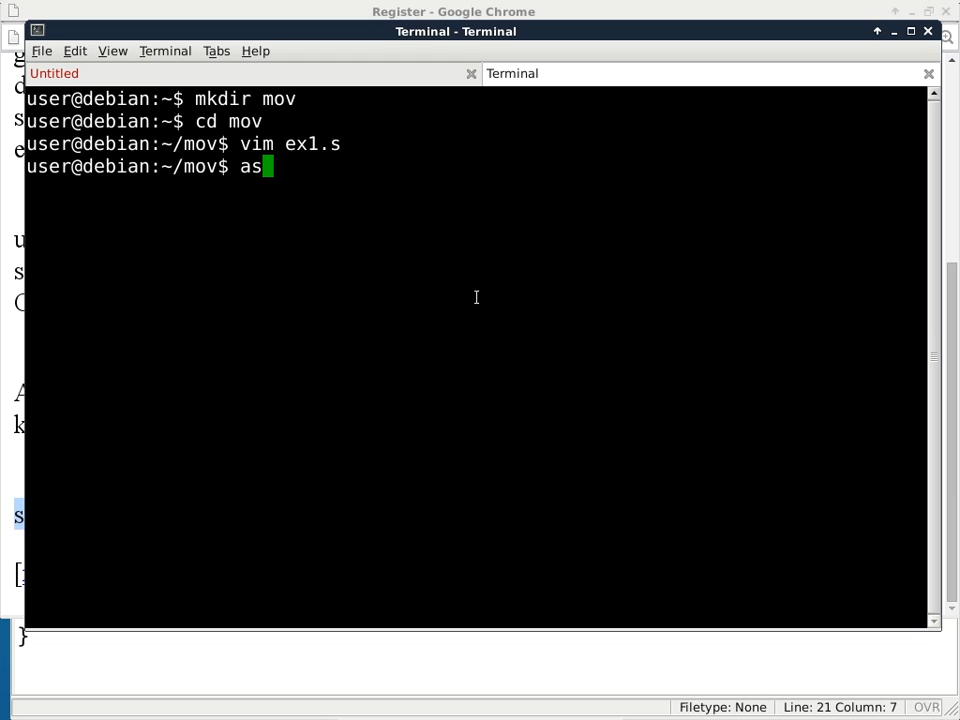 Register - Google Chrome
Terminal - Terminal
File Edit View Terminal Tabs Help
Untitled
Terminal
user@debian:~$ mkdir mov
user@debian:~$ cd mov
user@debian:~/mov$ vim ex1.s
user@debian:~/mov$ as
}
Filetype: None Line: 21 Column: 7 OVR